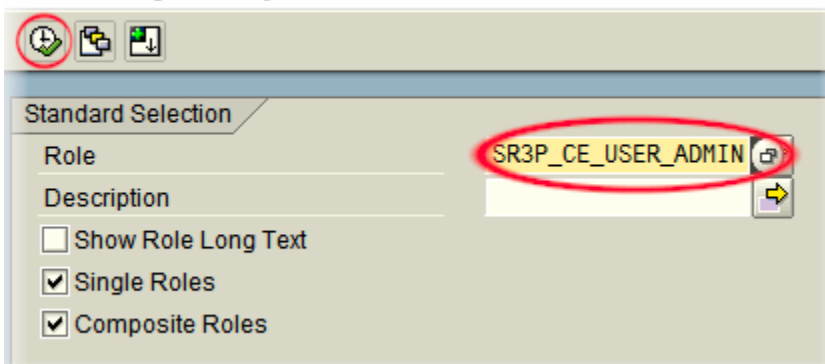 Standard Selection
Role SR3P_CE_USER_ADMIN
Description
Show Role Long Text
Single Roles
Composite Roles